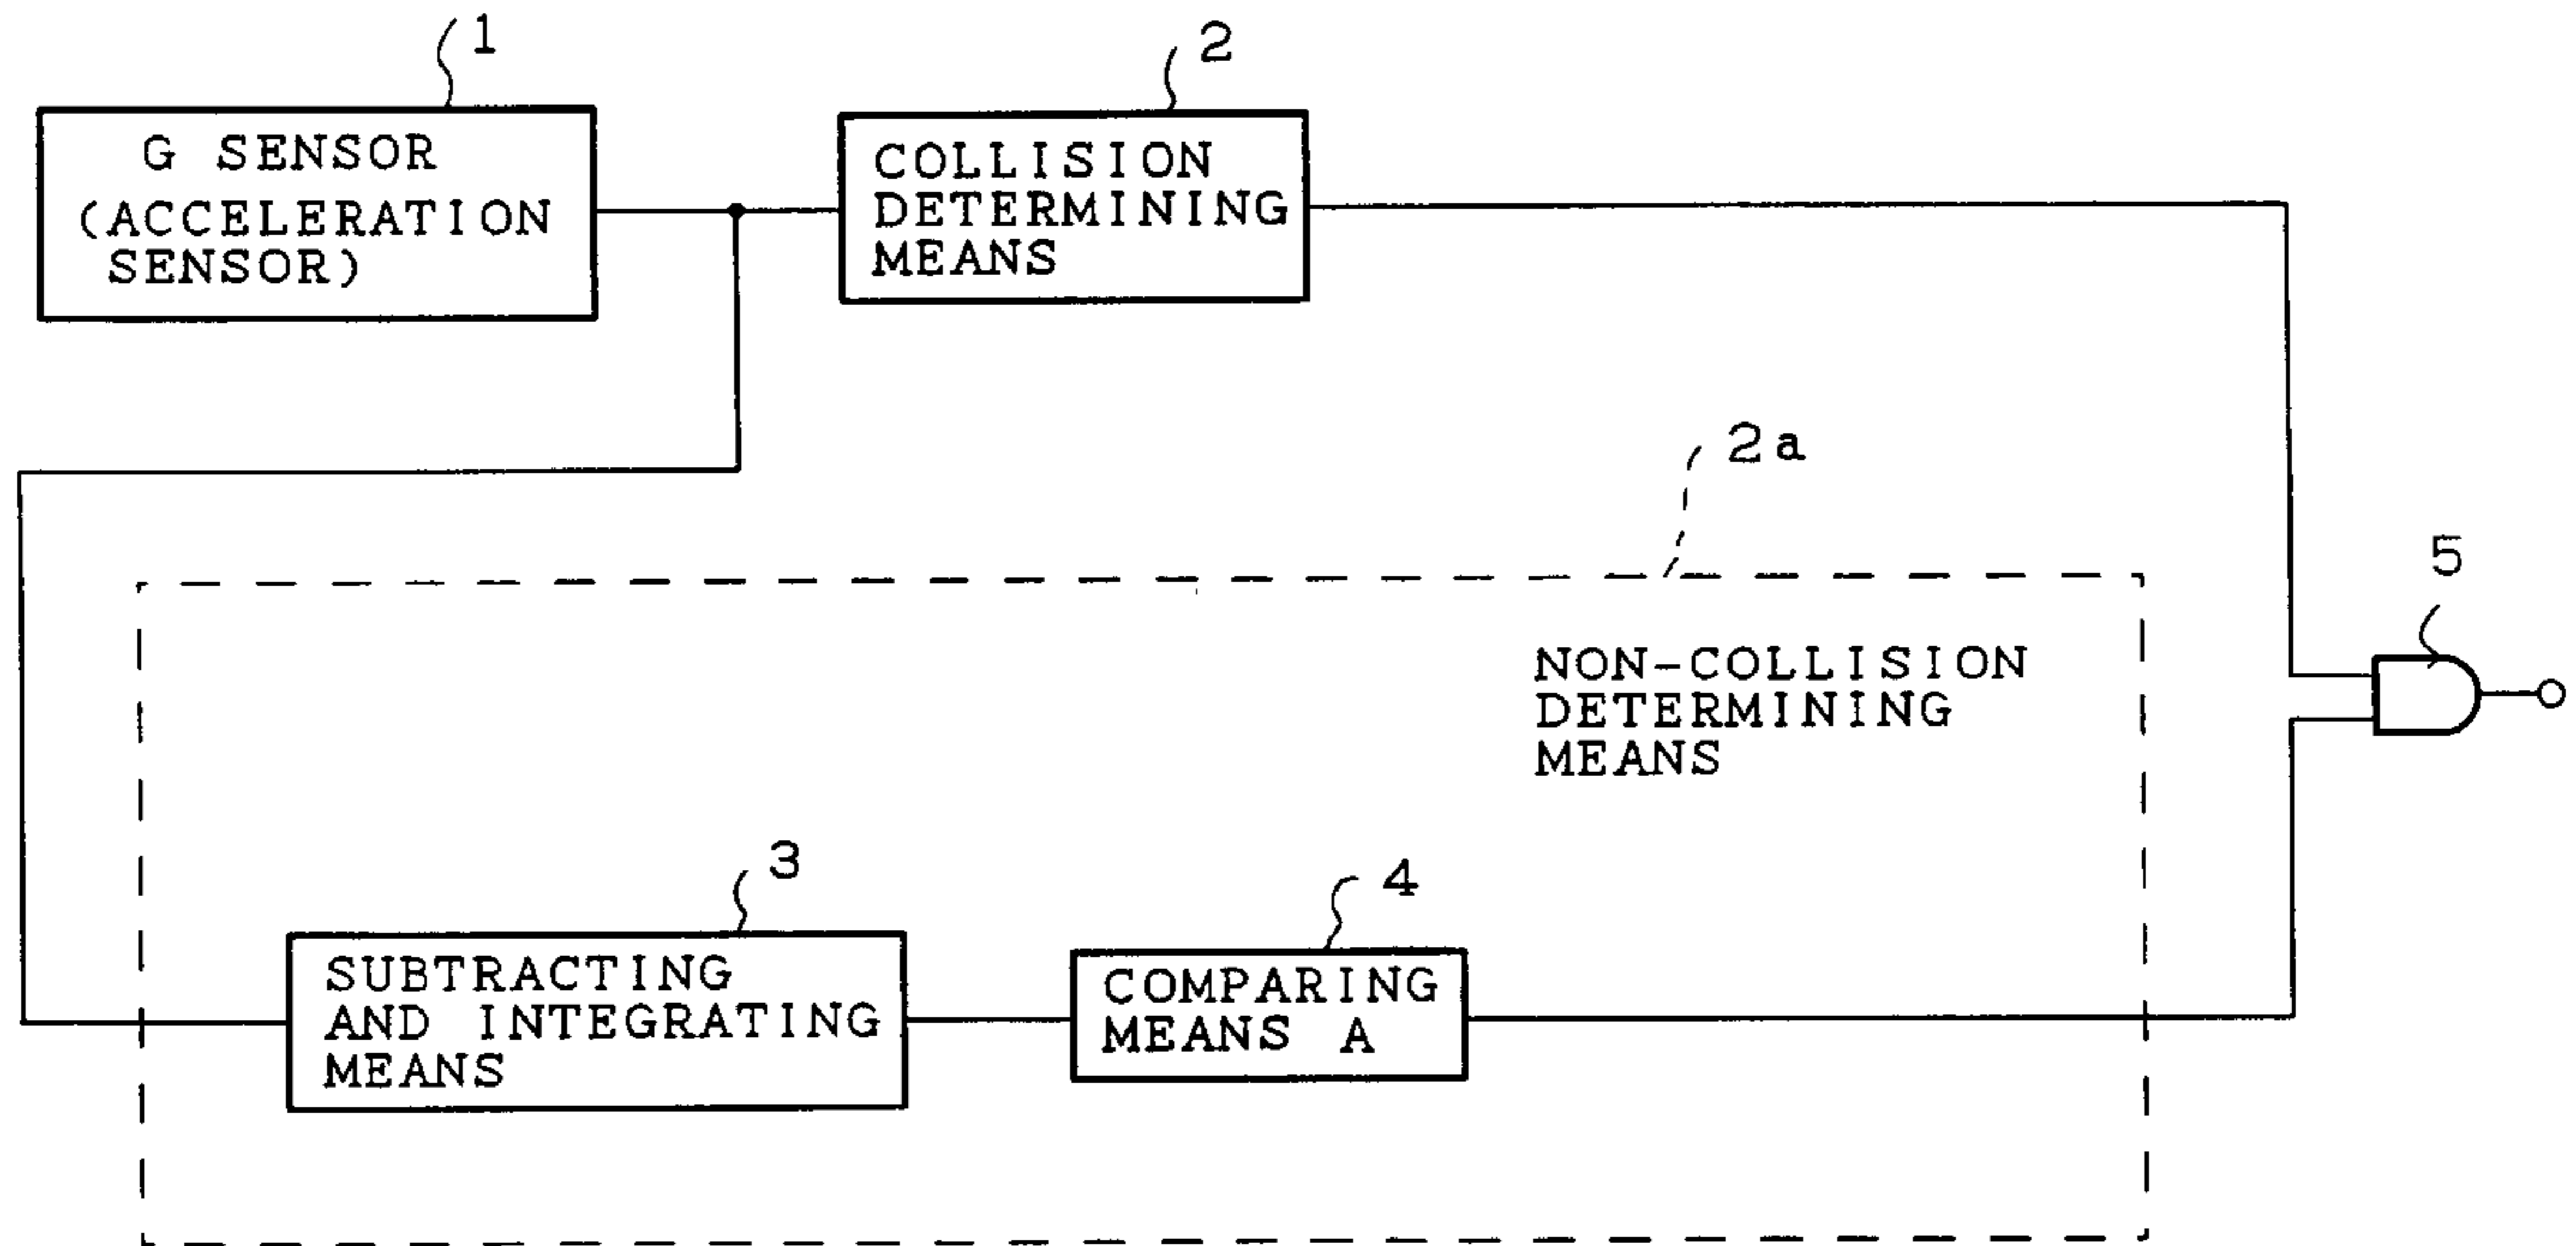 1
G SENSOR
(ACCELERATION
SENSOR)
2
COLLISION
DETERMINING
MEANS
2a
NON-COLLISION
DETERMINING
MEANS
5
3
SUBTRACTING
AND INTEGRATING
MEANS
4
COMPARING
MEANS A